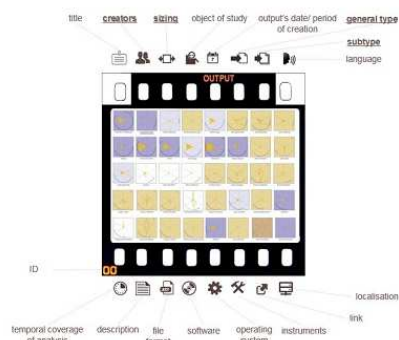 title
creators
sizing
object of study
output's date/ period
of creation
general type
subtype
language
OUTPUT
ID
00
localisation
link
temporal coverage
of analysis
description
file
format
software
operating
system
instruments